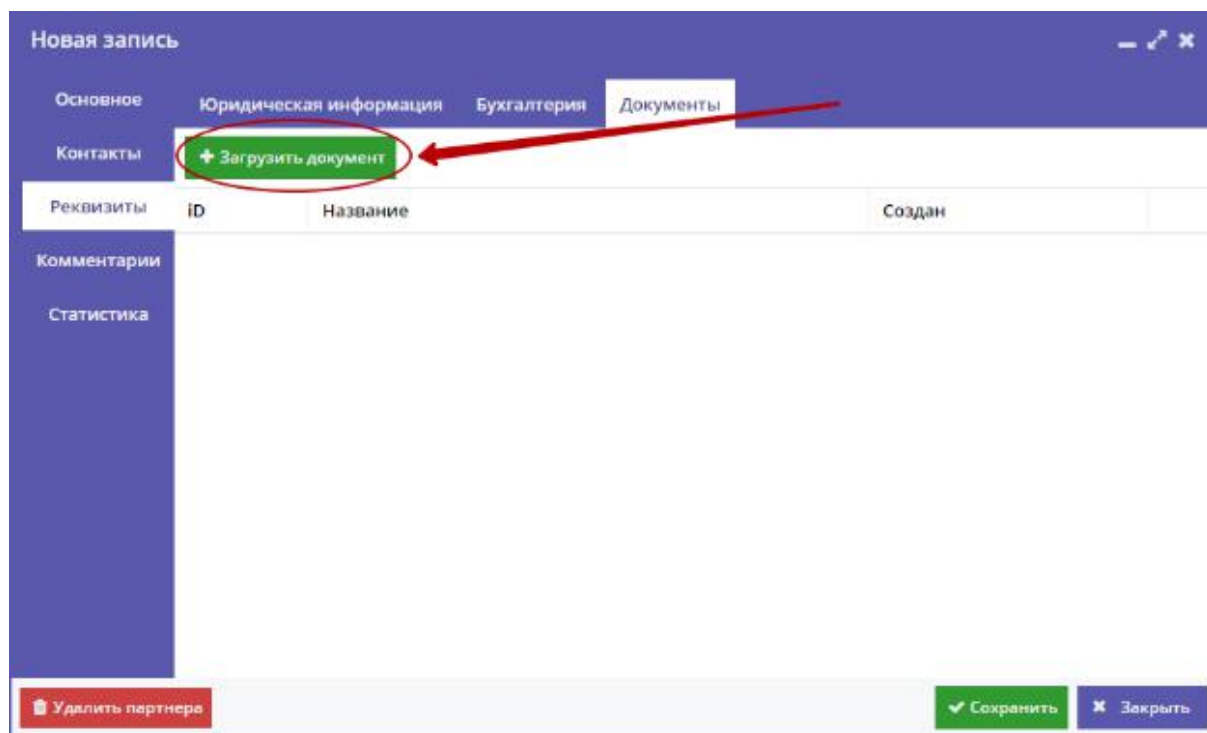 Новая запись
Основное
Юридическая информация Бухгалтерия Документы
Контакты
+ Загрузить документ
Реквизиты
iD Название Создан
Комментарии
Статистика
Удалить партнера
Сохранить
Закрыть